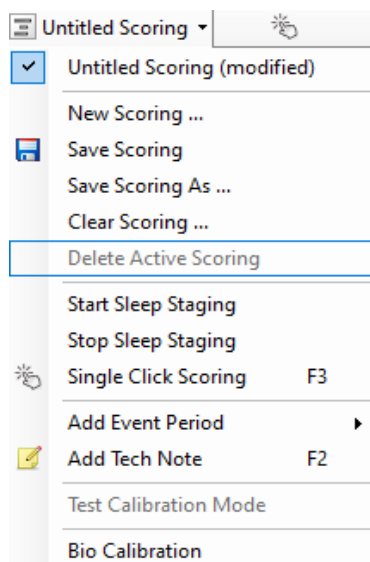 Untitled Scoring
Untitled Scoring (modified)
New Scoring ...
Save Scoring
Save Scoring As ...
Clear Scoring ...
Delete Active Scoring
Start Sleep Staging
Stop Sleep Staging
Single Click Scoring F3
Add Event Period
Add Tech Note F2
Test Calibration Mode
Bio Calibration